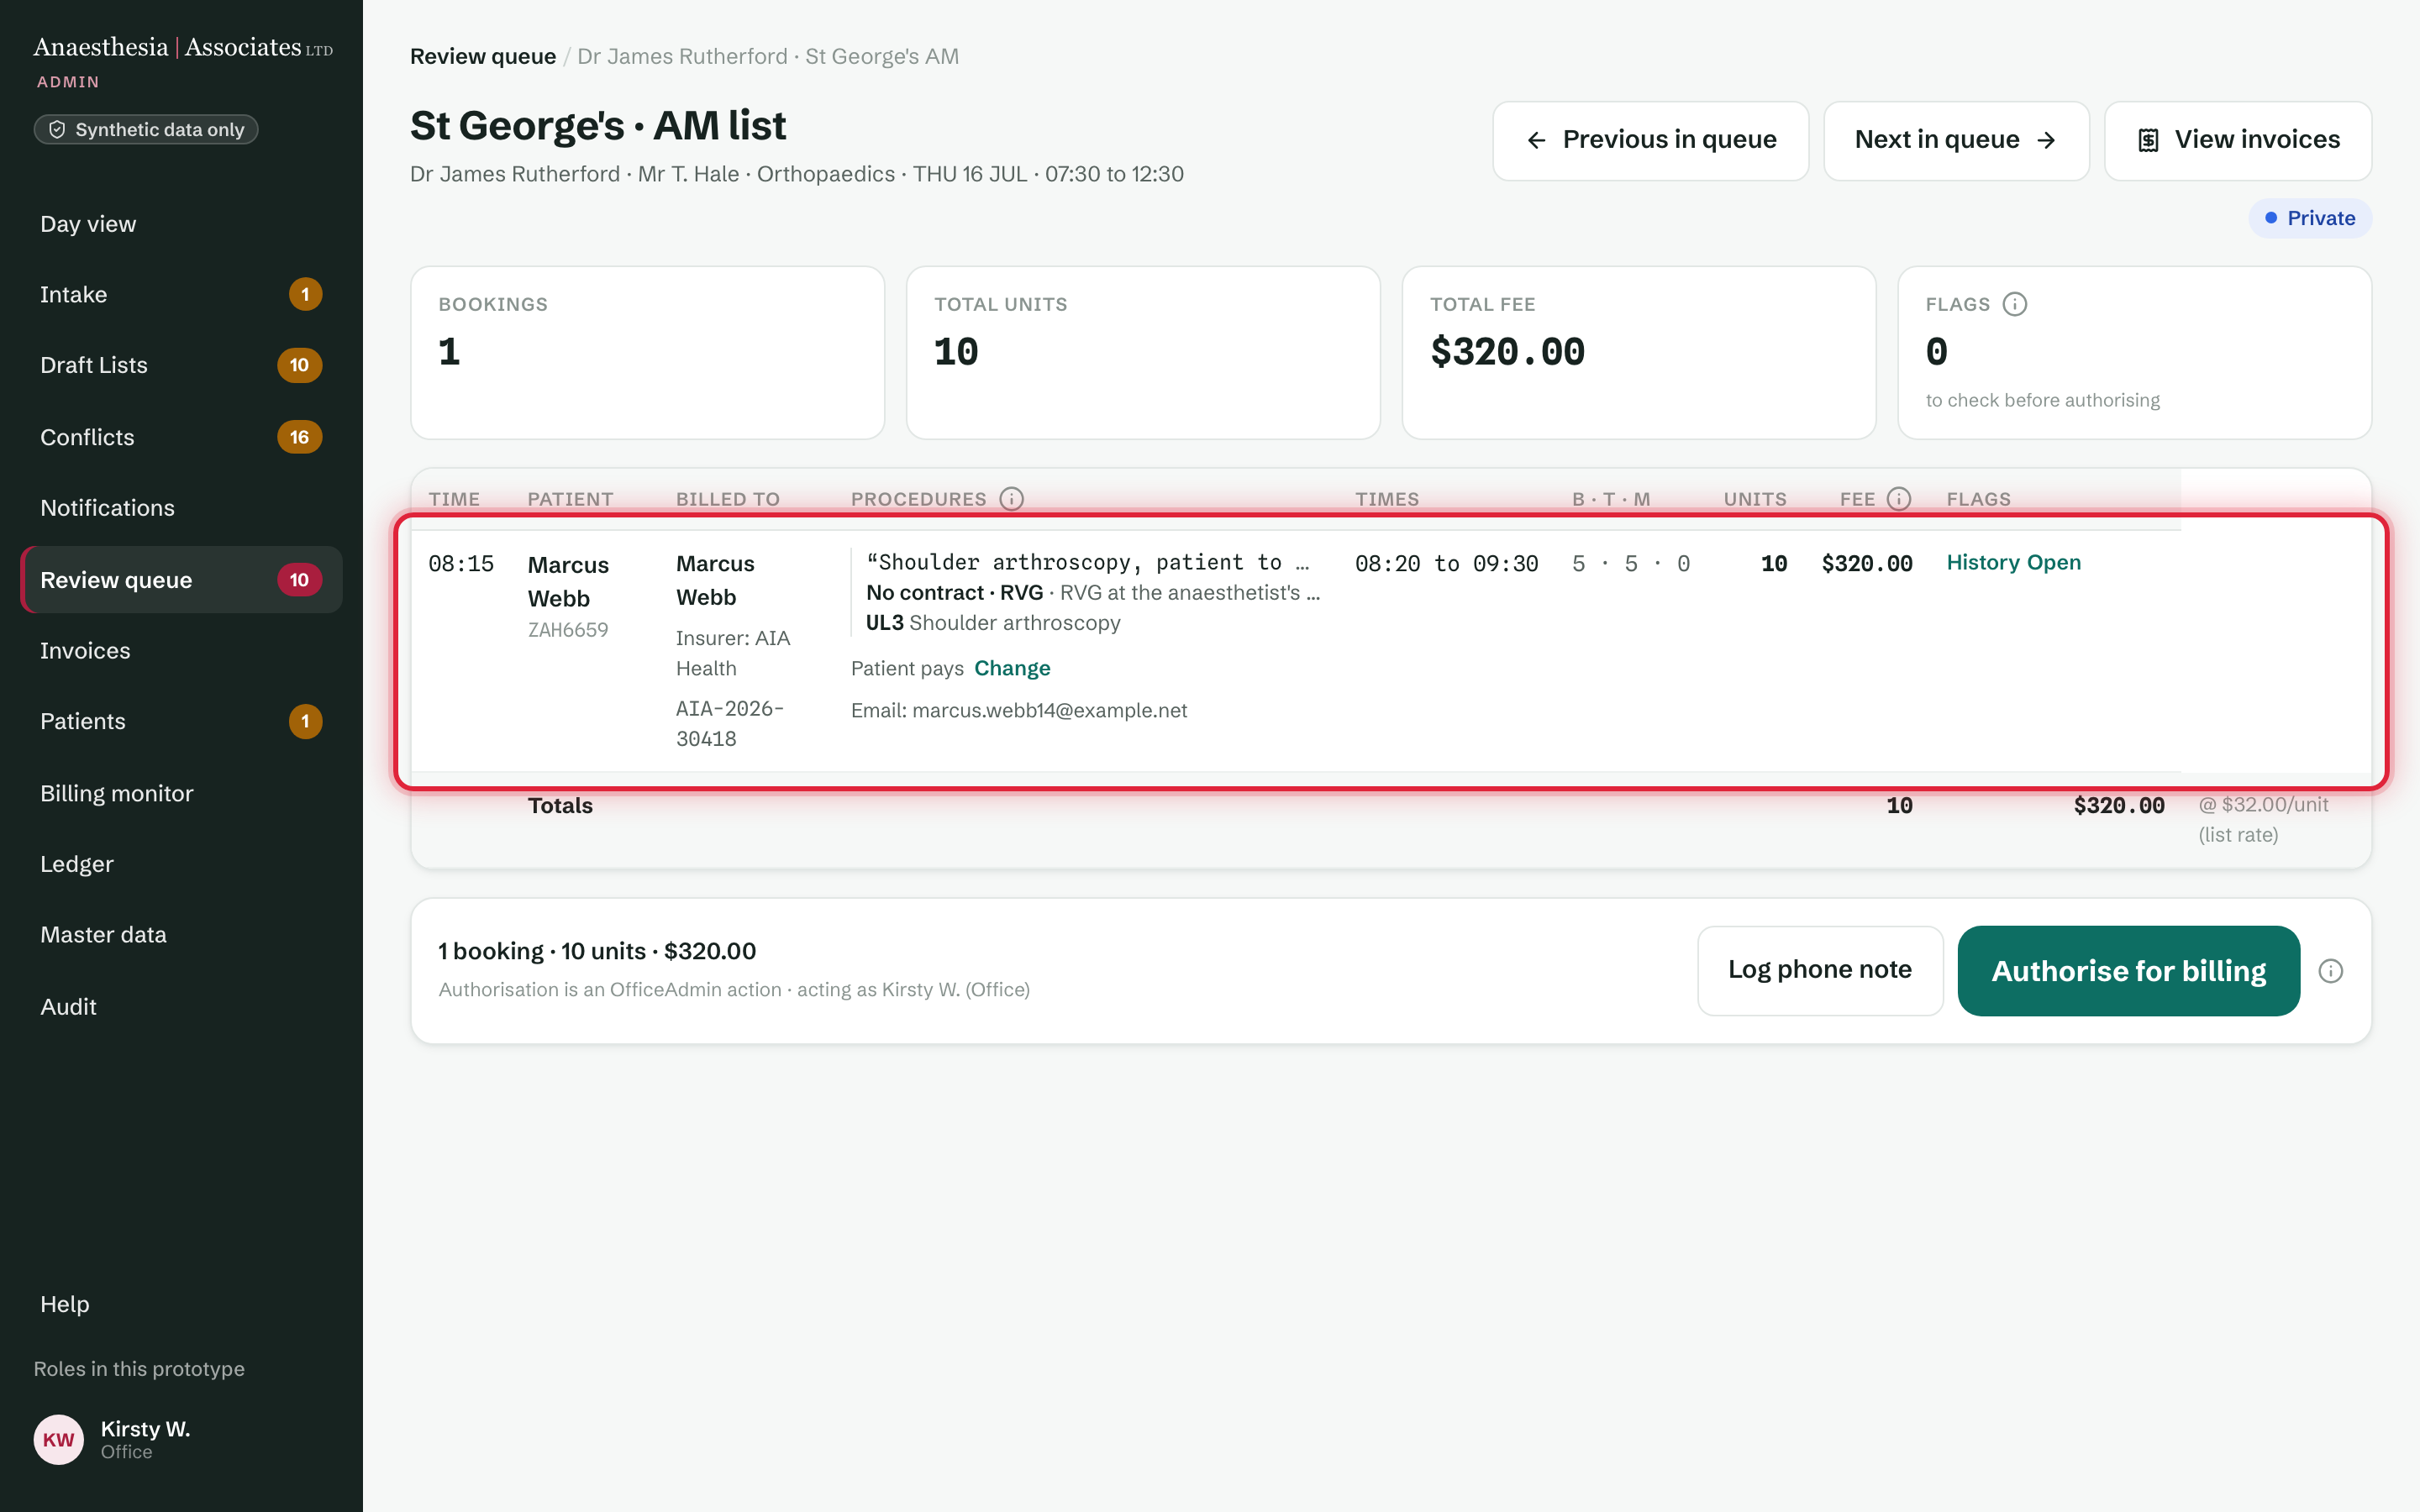 Anaesthesia | Associates LTD
ADMIN
Synthetic data only
Day view
Intake 1
Draft Lists 10
Conflicts 16
Notifications
Review queue 10
Invoices
Patients 1
Billing monitor
Ledger
Master data
Audit
Help
Roles in this prototype
KW Kirsty W.
Office
Review queue / Dr James Rutherford · St George's AM
St George's · AM list
Dr James Rutherford · Mr T. Hale · Orthopaedics · THU 16 JUL · 07:30 to 12:30
← Previous in queue
Next in queue →
View invoices
Private
BOOKINGS
1
TOTAL UNITS
10
TOTAL FEE
$320.00
FLAGS
0
to check before authorising
TIME PATIENT BILLED TO PROCEDURES TIMES B · T · M UNITS FEE FLAGS
08:15
Marcus
Webb
ZAH6659
Marcus
Webb
Insurer: AIA
Health
AIA-2026-
30418
“Shoulder arthroscopy, patient to …
No contract · RVG · RVG at the anaesthetist's …
UL3 Shoulder arthroscopy
Patient pays Change
Email: marcus.webb14@example.net
08:20 to 09:30
5 · 5 · 0
10
$320.00
History Open
Totals 10 $320.00 @ $32.00/unit
(list rate)
1 booking · 10 units · $320.00
Authorisation is an OfficeAdmin action · acting as Kirsty W. (Office)
Log phone note
Authorise for billing